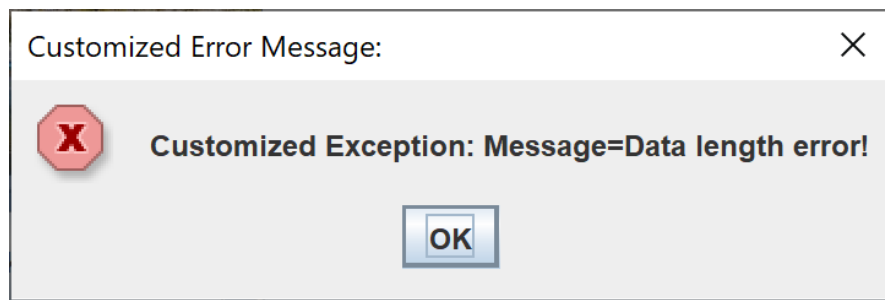 Customized Error Message:
Customized Exception: Message=Data length error!
OK